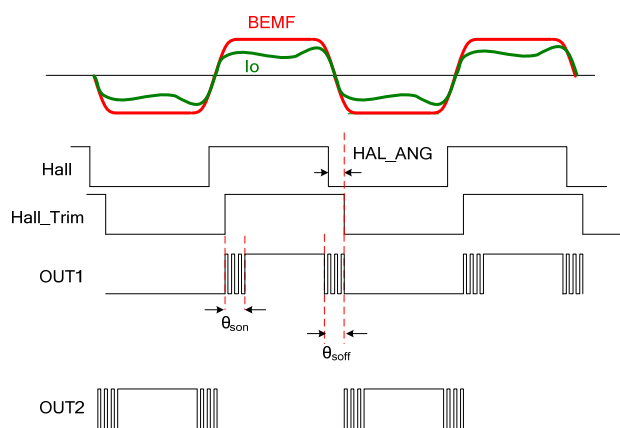 BEMF
Io
Hall
HAL_ANG
Hall_Trim
OUT1
θson
θsoff
OUT2